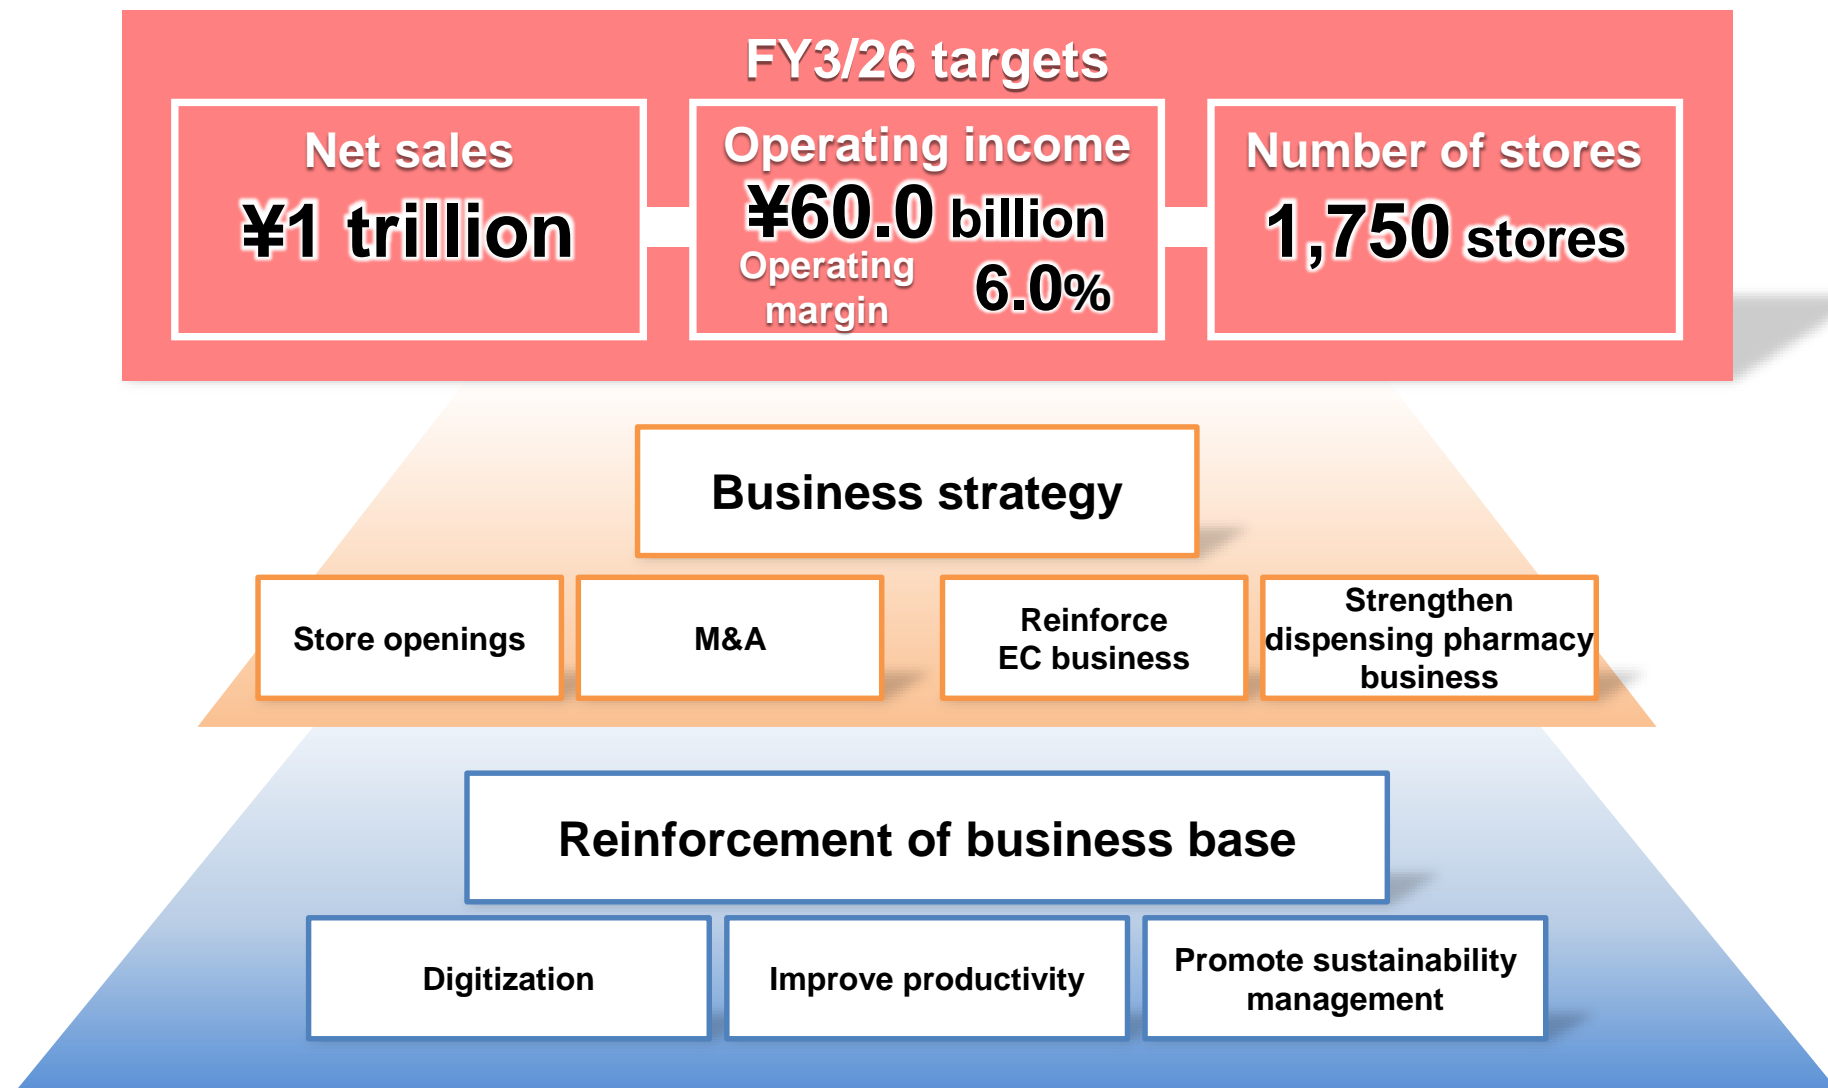 FY3/26 targets
Net sales
¥1 trillion
Operating income
¥60.0 billion
Operating
margin
6.0%
Number of stores
1,750 stores
Business strategy
Store openings
M&A
Reinforce
EC business
Strengthen
dispensing pharmacy
business
Reinforcement of business base
Digitization
Improve productivity
Promote sustainability
management